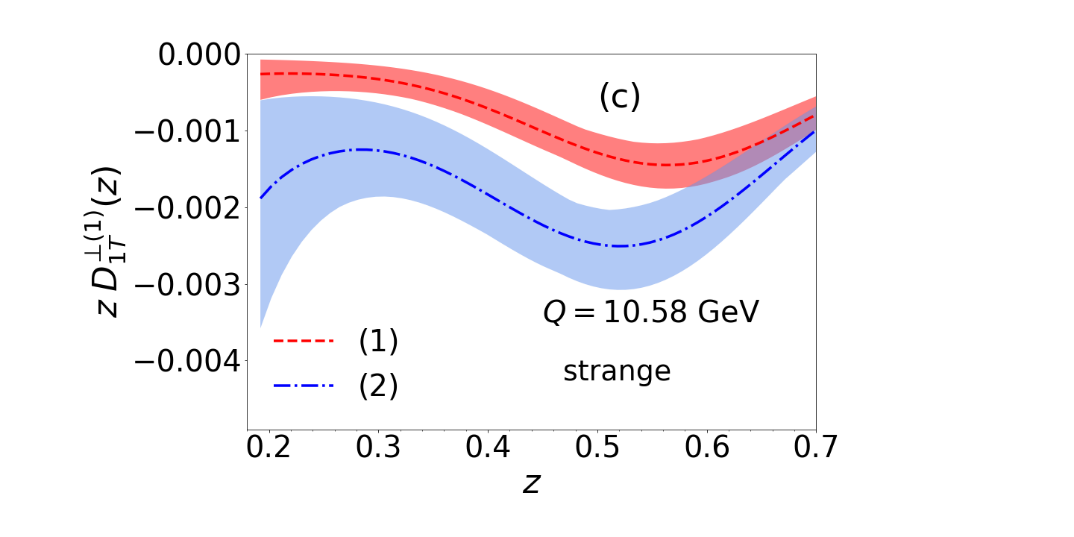 0.000
(c)
−0.001
−0.002
−0.003
−0.004
z D_{1T}^{⊥(1)}(z)
Q = 10.58 GeV
(1)
strange
(2)
0.2 0.3 0.4 0.5 0.6 0.7
z